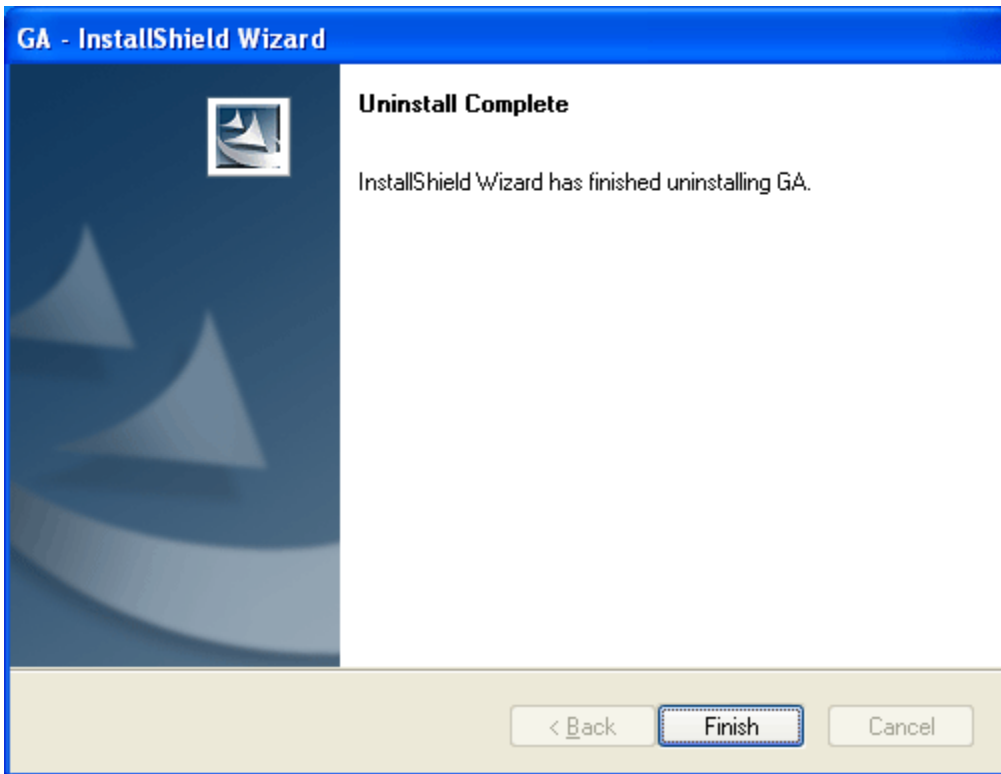 GA - InstallShield Wizard
Uninstall Complete
InstallShield Wizard has finished uninstalling GA.
< Back
Finish
Cancel